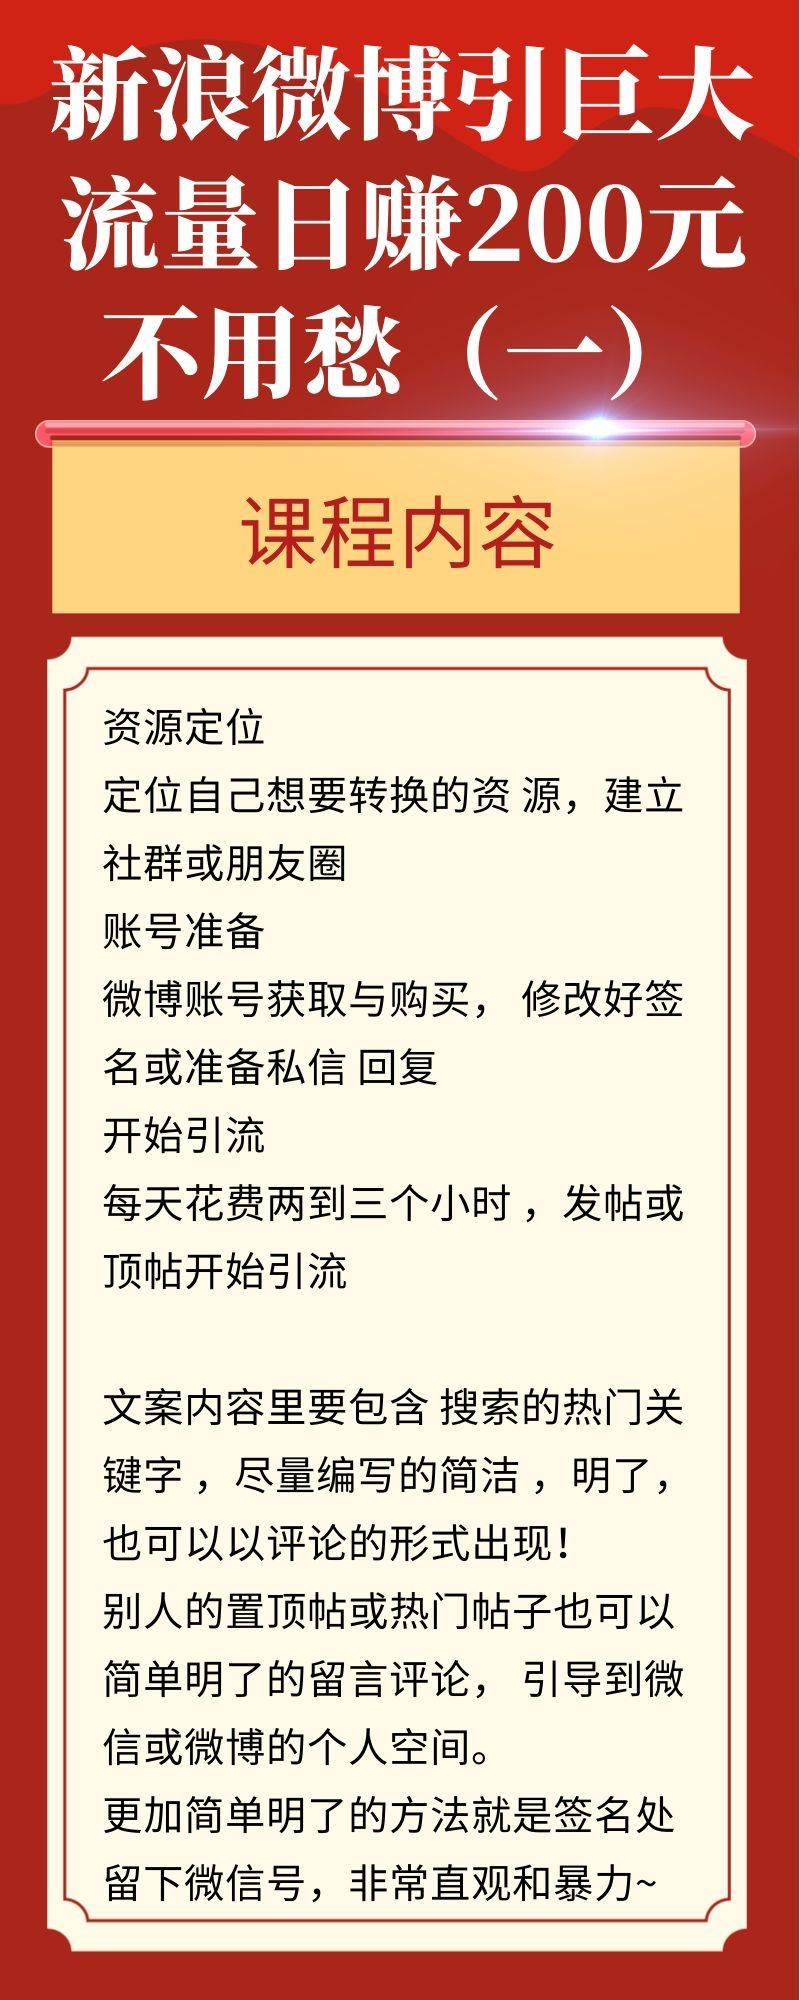 新浪微博引巨大
流量日赚200元
不用愁（一）
课程内容
资源定位
定位自己想要转换的资 源，建立
社群或朋友圈
账号准备
微博账号获取与购买， 修改好签
名或准备私信 回复
开始引流
每天花费两到三个小时 ，发帖或
顶帖开始引流
文案内容里要包含 搜索的热门关
键字 ，尽量编写的简洁 ，明了，
也可以以评论的形式出现！
别人的置顶帖或热门帖子也可以
简单明了的留言评论， 引导到微
信或微博的个人空间。
更加简单明了的方法就是签名处
留下微信号，非常直观和暴力~